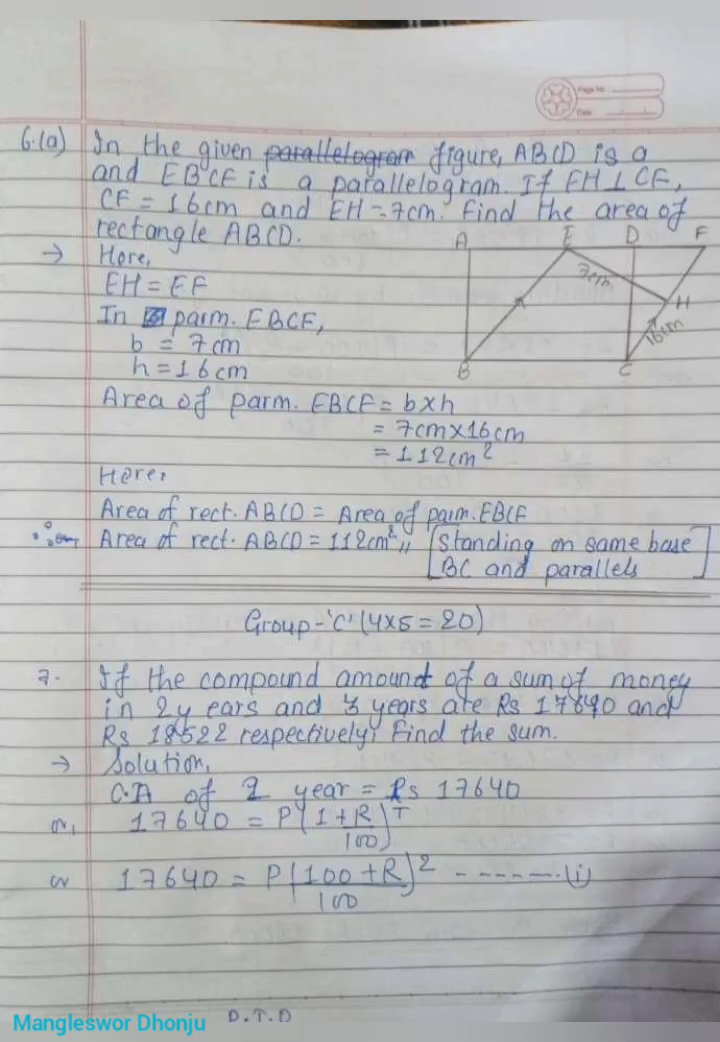 Page No.
Date
6.(a) In the given parallelogram figure, ABCD is a
and EBCF is a parallelogram. If EH⊥CF,
CF = 16cm and EH = 7cm. Find the area of
rectangle ABCD.
A E D F
7cm
H
16cm
B C
→ Here,
EH = EF
In parm. EBCF,
b = 7cm
h = 16cm
Area of parm. EBCF = b×h
= 7cm×16cm
= 112cm²
Here,
Area of rect. ABCD = Area of parm. EBCF
∴ Area of rect. ABCD = 112cm²,, [Standing on same base
BC and parallels]
Group-'C' (4×5=20)
7. If the compound amount of a sum of money
in 2y ears and 3 years are Rs 17640 and
Rs 18522 respectively, Find the sum.
→ Solution,
C.A of 2 year = Rs 17640
or, 17640 = P(1+R/100)^T
or 17640 = P(100+R/100)² - - - - - - - (i)
P.T.O
Mangleswor Dhonju